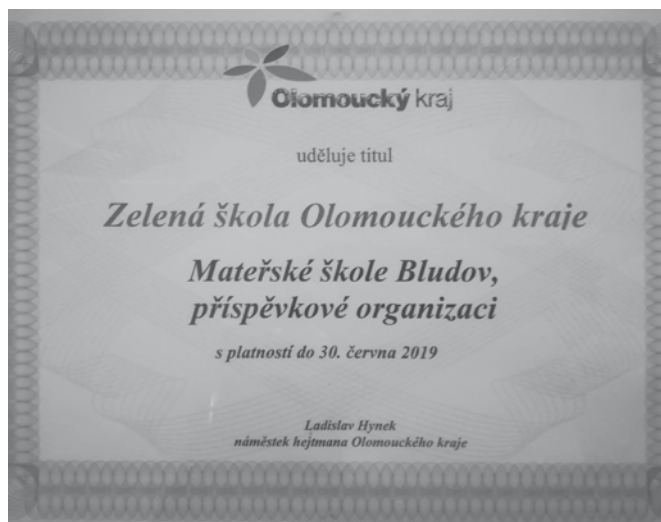 Olomoucký kraj
uděluje titul
Zelená škola Olomouckého kraje
Mateřské škole Bludov,
příspěvkové organizaci
s platností do 30. června 2019
Ladislav Hynek
náměstek hejtmana Olomouckého kraje